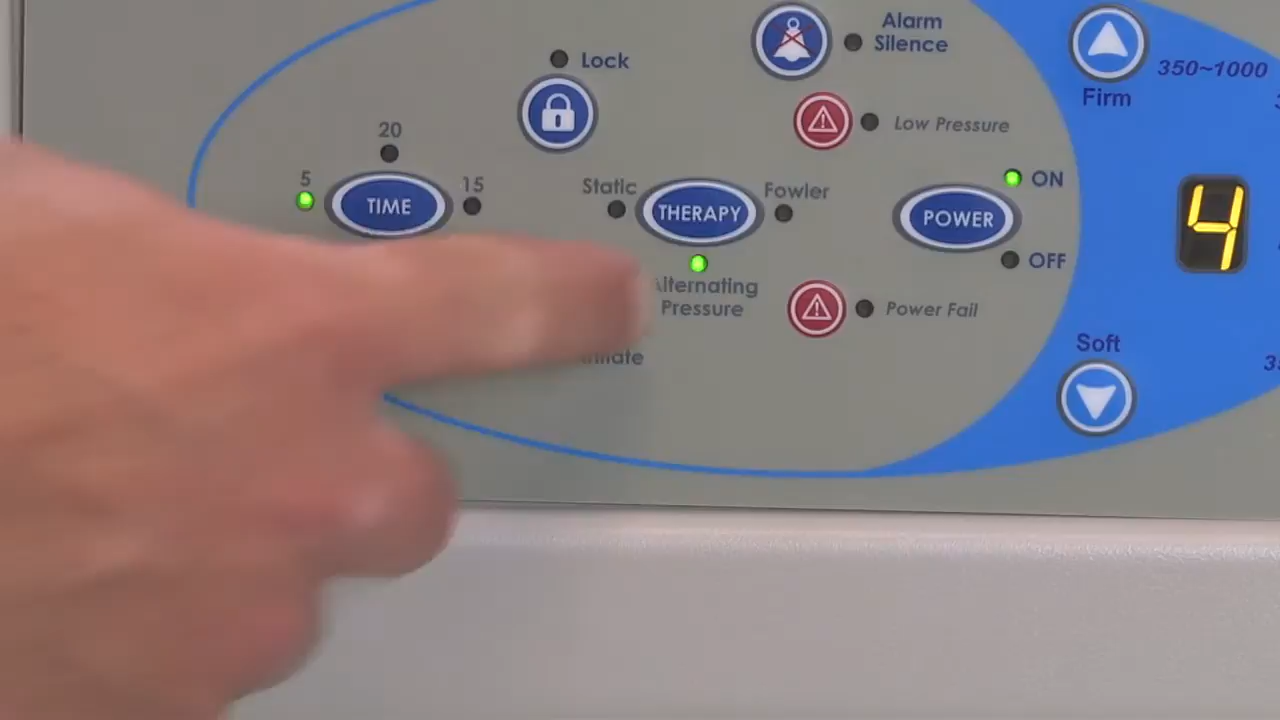 Alarm
Silence
Lock
350~1000
Firm
Low Pressure
20
5
15
TIME
Static
THERAPY
Fowler
ON
POWER
4
OFF
Pressure
Power Fail
Soft